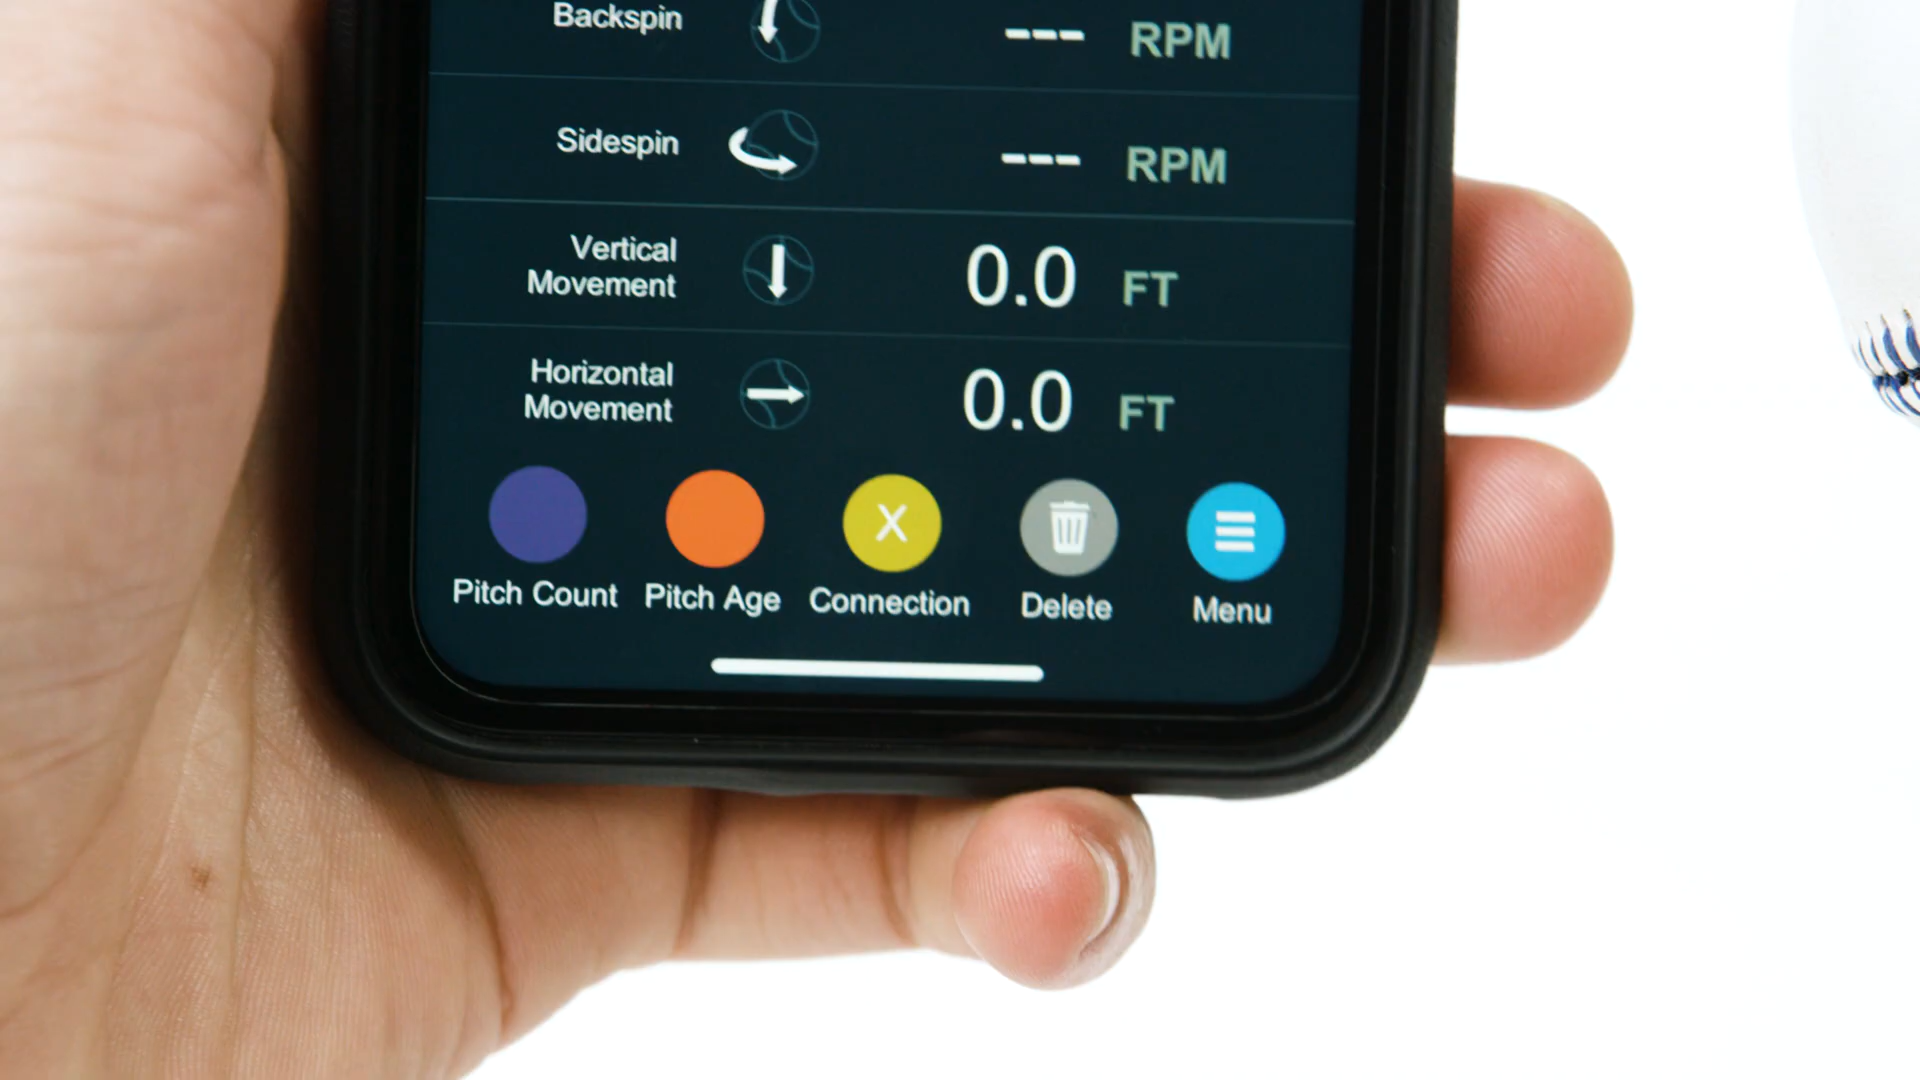 Backspin --- RPM
Sidespin --- RPM
Vertical
Movement 0.0 FT
Horizontal
Movement 0.0 FT
X
Pitch Count Pitch Age Connection Delete Menu